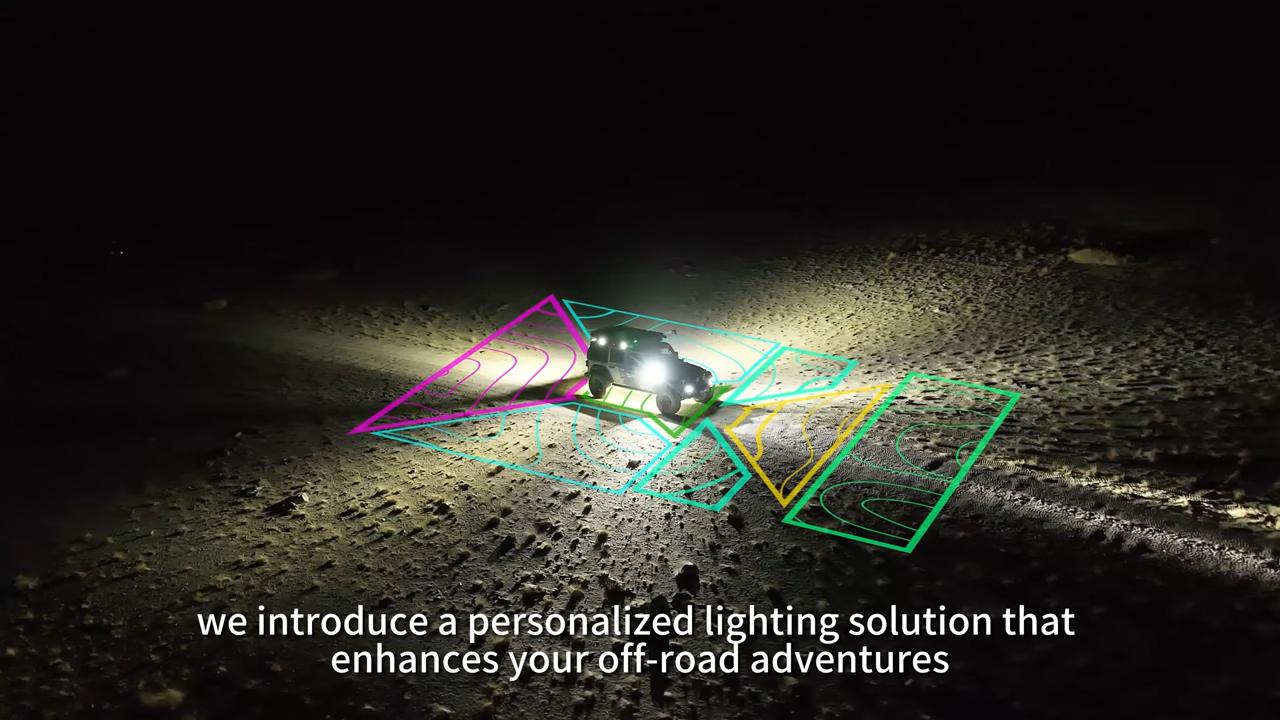 we introduce a personalized lighting solution that
enhances your off-road adventures